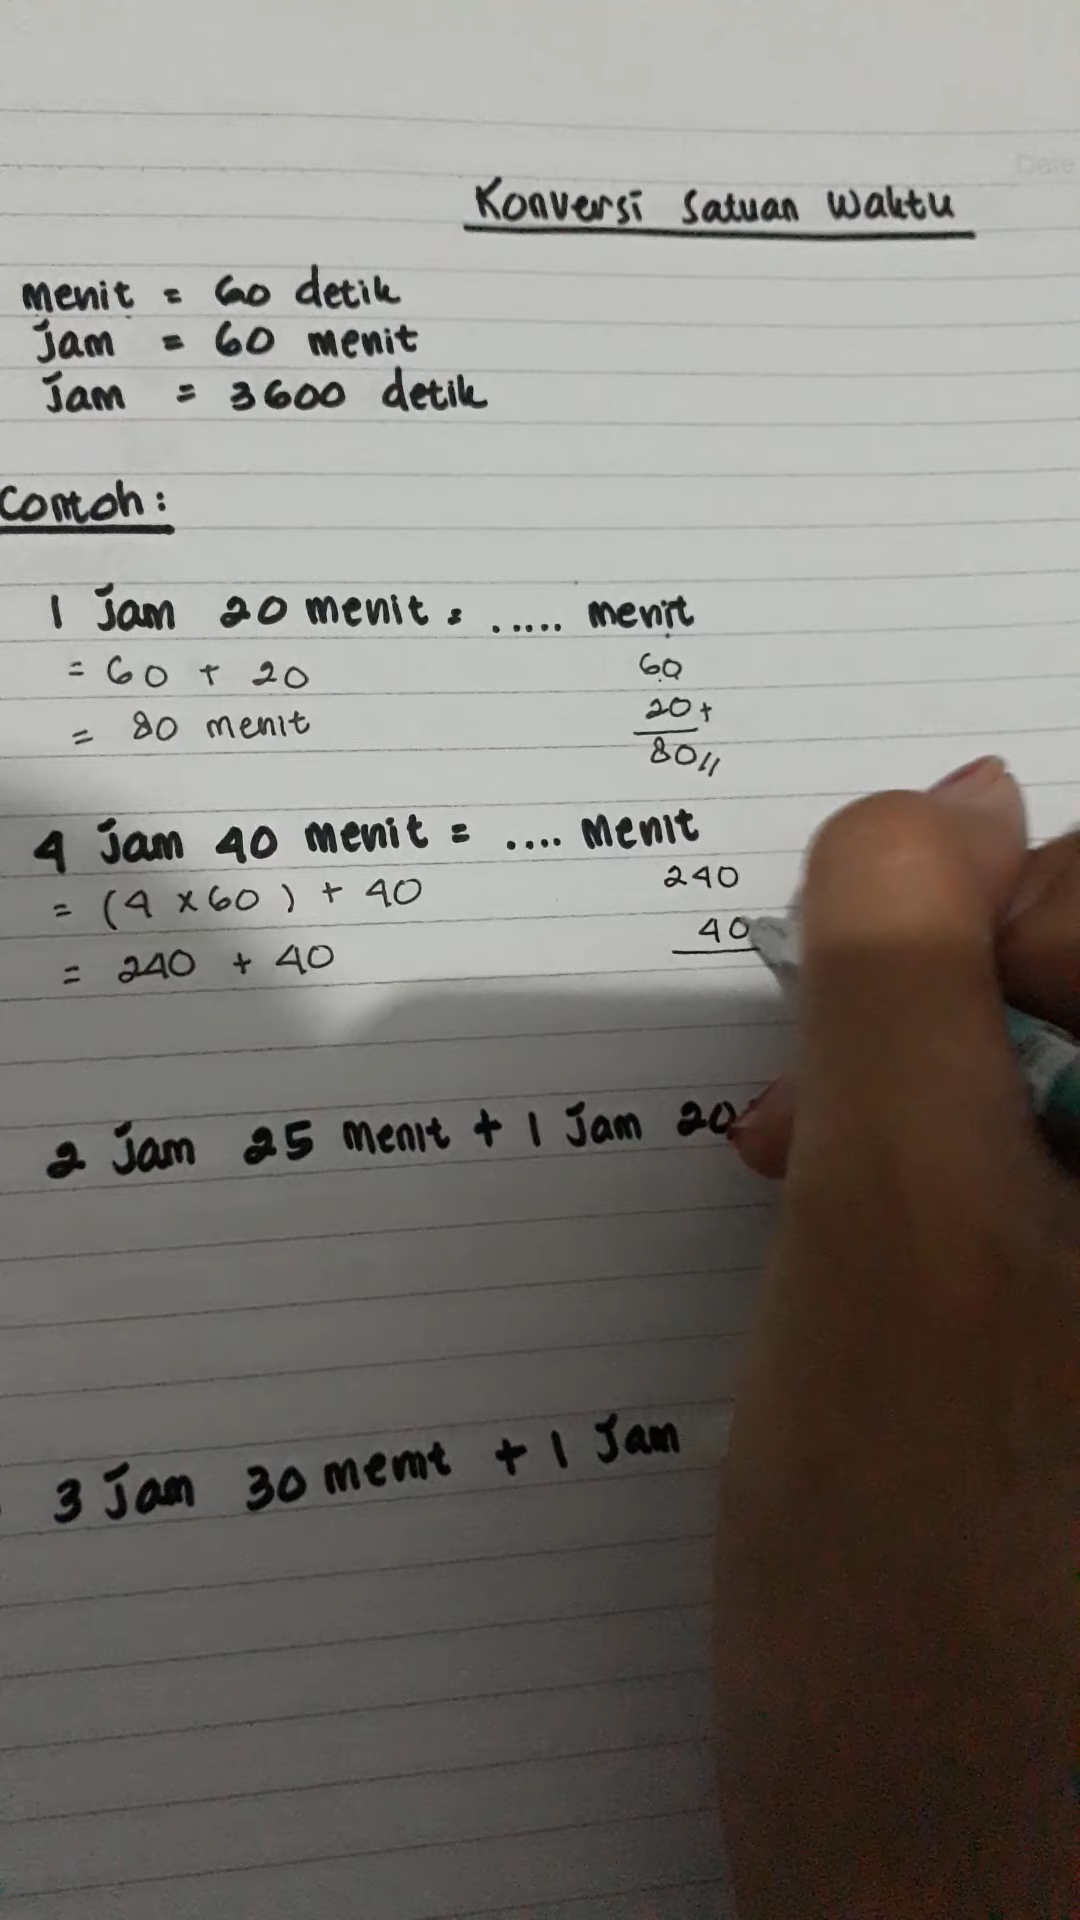 Date
Konversi Satuan Waktu
menit = 60 detik
Jam = 60 menit
Jam = 3600 detik
Contoh:
1 Jam 20 menit = ..... menit
= 60 + 20 60
= 80 menit 20 +
80 //
4 Jam 40 menit = .... menit
= (4 x 60) + 40 240
= 240 + 40 40
2 Jam 25 menit + 1 Jam 20
3 Jam 30 menit + 1 Jam